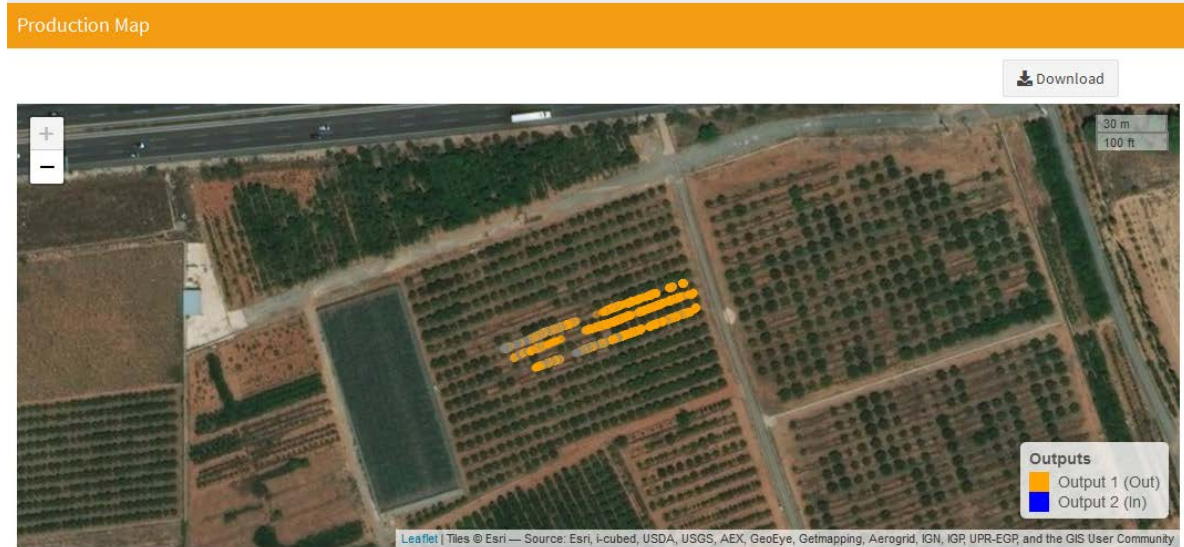 Production Map
Download
+
−
30 m
100 ft
Outputs
Output 1 (Out)
Output 2 (In)
Leaflet | Tiles © Esri — Source: Esri, i-cubed, USDA, USGS, AEX, GeoEye, Getmapping, Aerogrid, IGN, IGP, UPR-EGP, and the GIS User Community